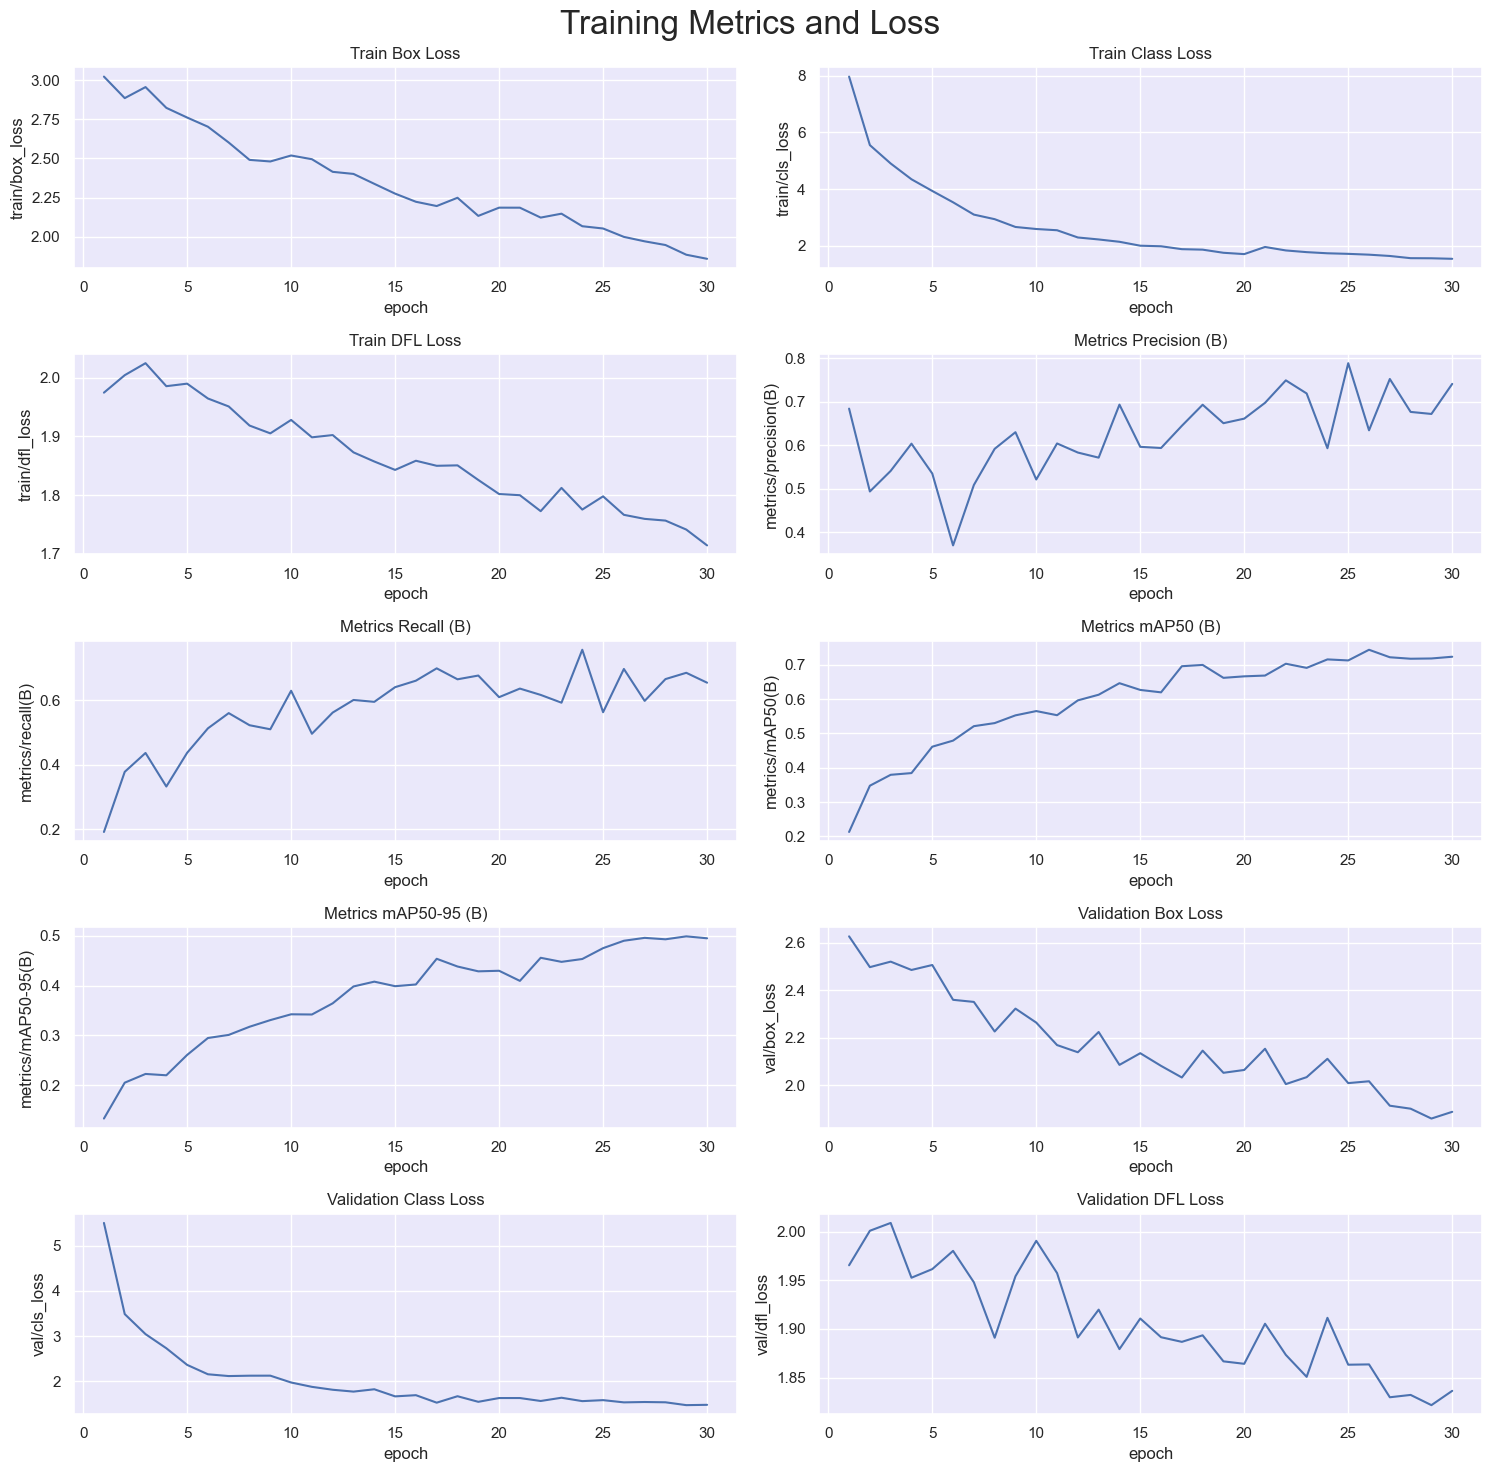 Training Metrics and Loss
Train Box Loss
3.00
2.75
2.50
2.25
2.00
train/box_loss
0 5 10 15 20 25 30
epoch
Train Class Loss
8
6
4
2
train/cls_loss
0 5 10 15 20 25 30
epoch
Train DFL Loss
2.0
1.9
1.8
1.7
train/dfl_loss
0 5 10 15 20 25 30
epoch
Metrics Precision (B)
0.8
0.7
0.6
0.5
0.4
metrics/precision(B)
0 5 10 15 20 25 30
epoch
Metrics Recall (B)
0.6
0.4
0.2
metrics/recall(B)
0 5 10 15 20 25 30
epoch
Metrics mAP50 (B)
0.7
0.6
0.5
0.4
0.3
0.2
metrics/mAP50(B)
0 5 10 15 20 25 30
epoch
Metrics mAP50-95 (B)
0.5
0.4
0.3
0.2
metrics/mAP50-95(B)
0 5 10 15 20 25 30
epoch
Validation Box Loss
2.6
2.4
2.2
2.0
val/box_loss
0 5 10 15 20 25 30
epoch
Validation Class Loss
5
4
3
2
val/cls_loss
0 5 10 15 20 25 30
epoch
Validation DFL Loss
2.00
1.95
1.90
1.85
val/dfl_loss
0 5 10 15 20 25 30
epoch